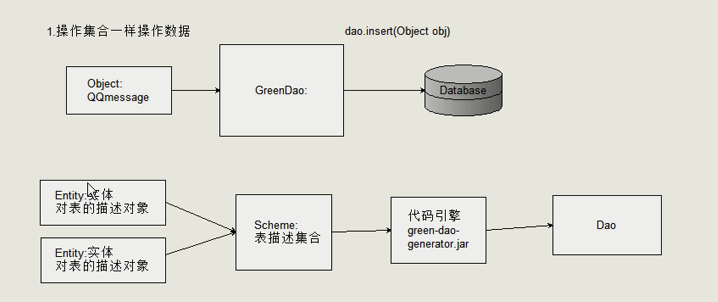 1.操作集合一样操作数据
dao.insert(Object obj)
Object:
QQmessage
GreenDao:
Database
Entity:实体
对表的描述对象
Entity:实体
对表的描述对象
Scheme:
表描述集合
代码引擎
green-dao-
generator.jar
Dao